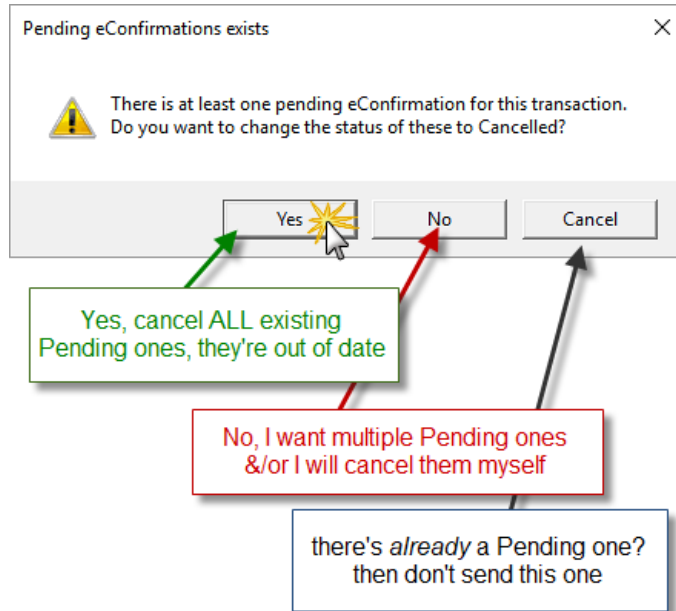 Pending eConfirmations exists
There is at least one pending eConfirmation for this transaction.
Do you want to change the status of these to Cancelled?
Yes No Cancel
Yes, cancel ALL existing
Pending ones, they're out of date
No, I want multiple Pending ones
&/or I will cancel them myself
there's already a Pending one?
then don't send this one